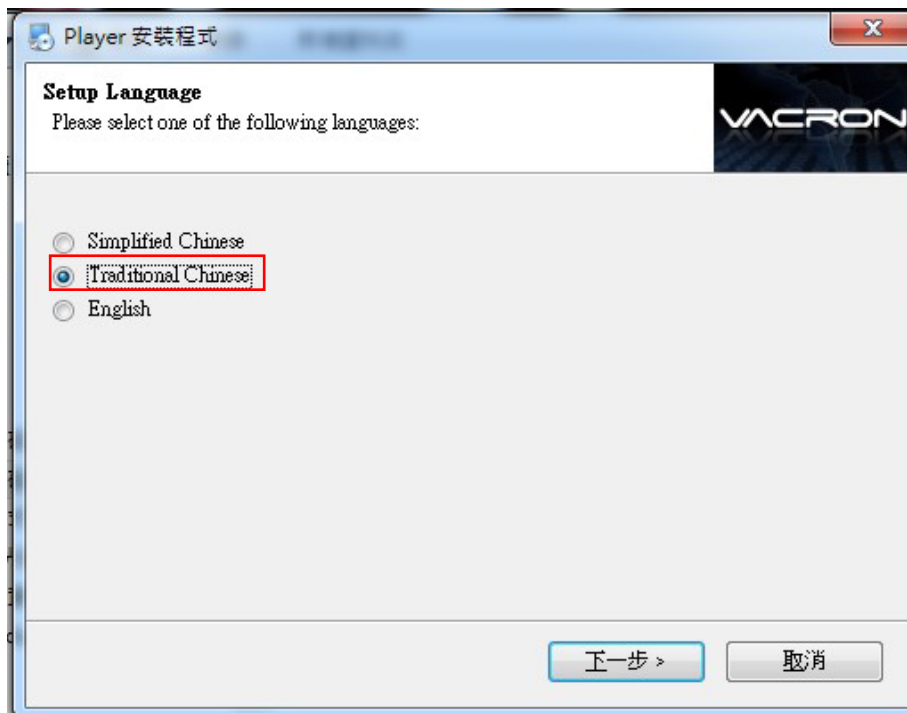 Player 安裝程式
Setup Language
Please select one of the following languages:
VACRON
Simplified Chinese
Traditional Chinese
English
下一步 >
取消